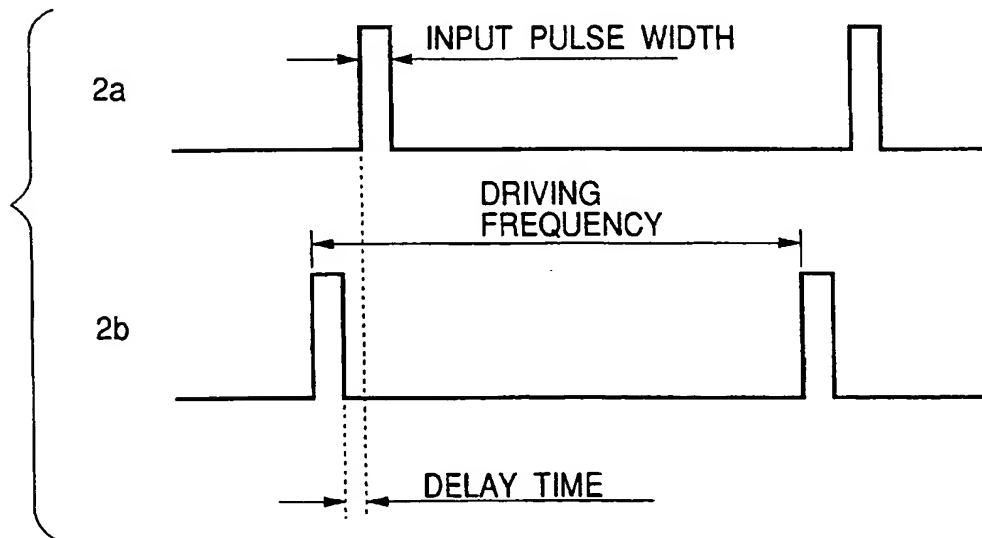 INPUT PULSE WIDTH
2a
DRIVING
FREQUENCY
2b
DELAY TIME